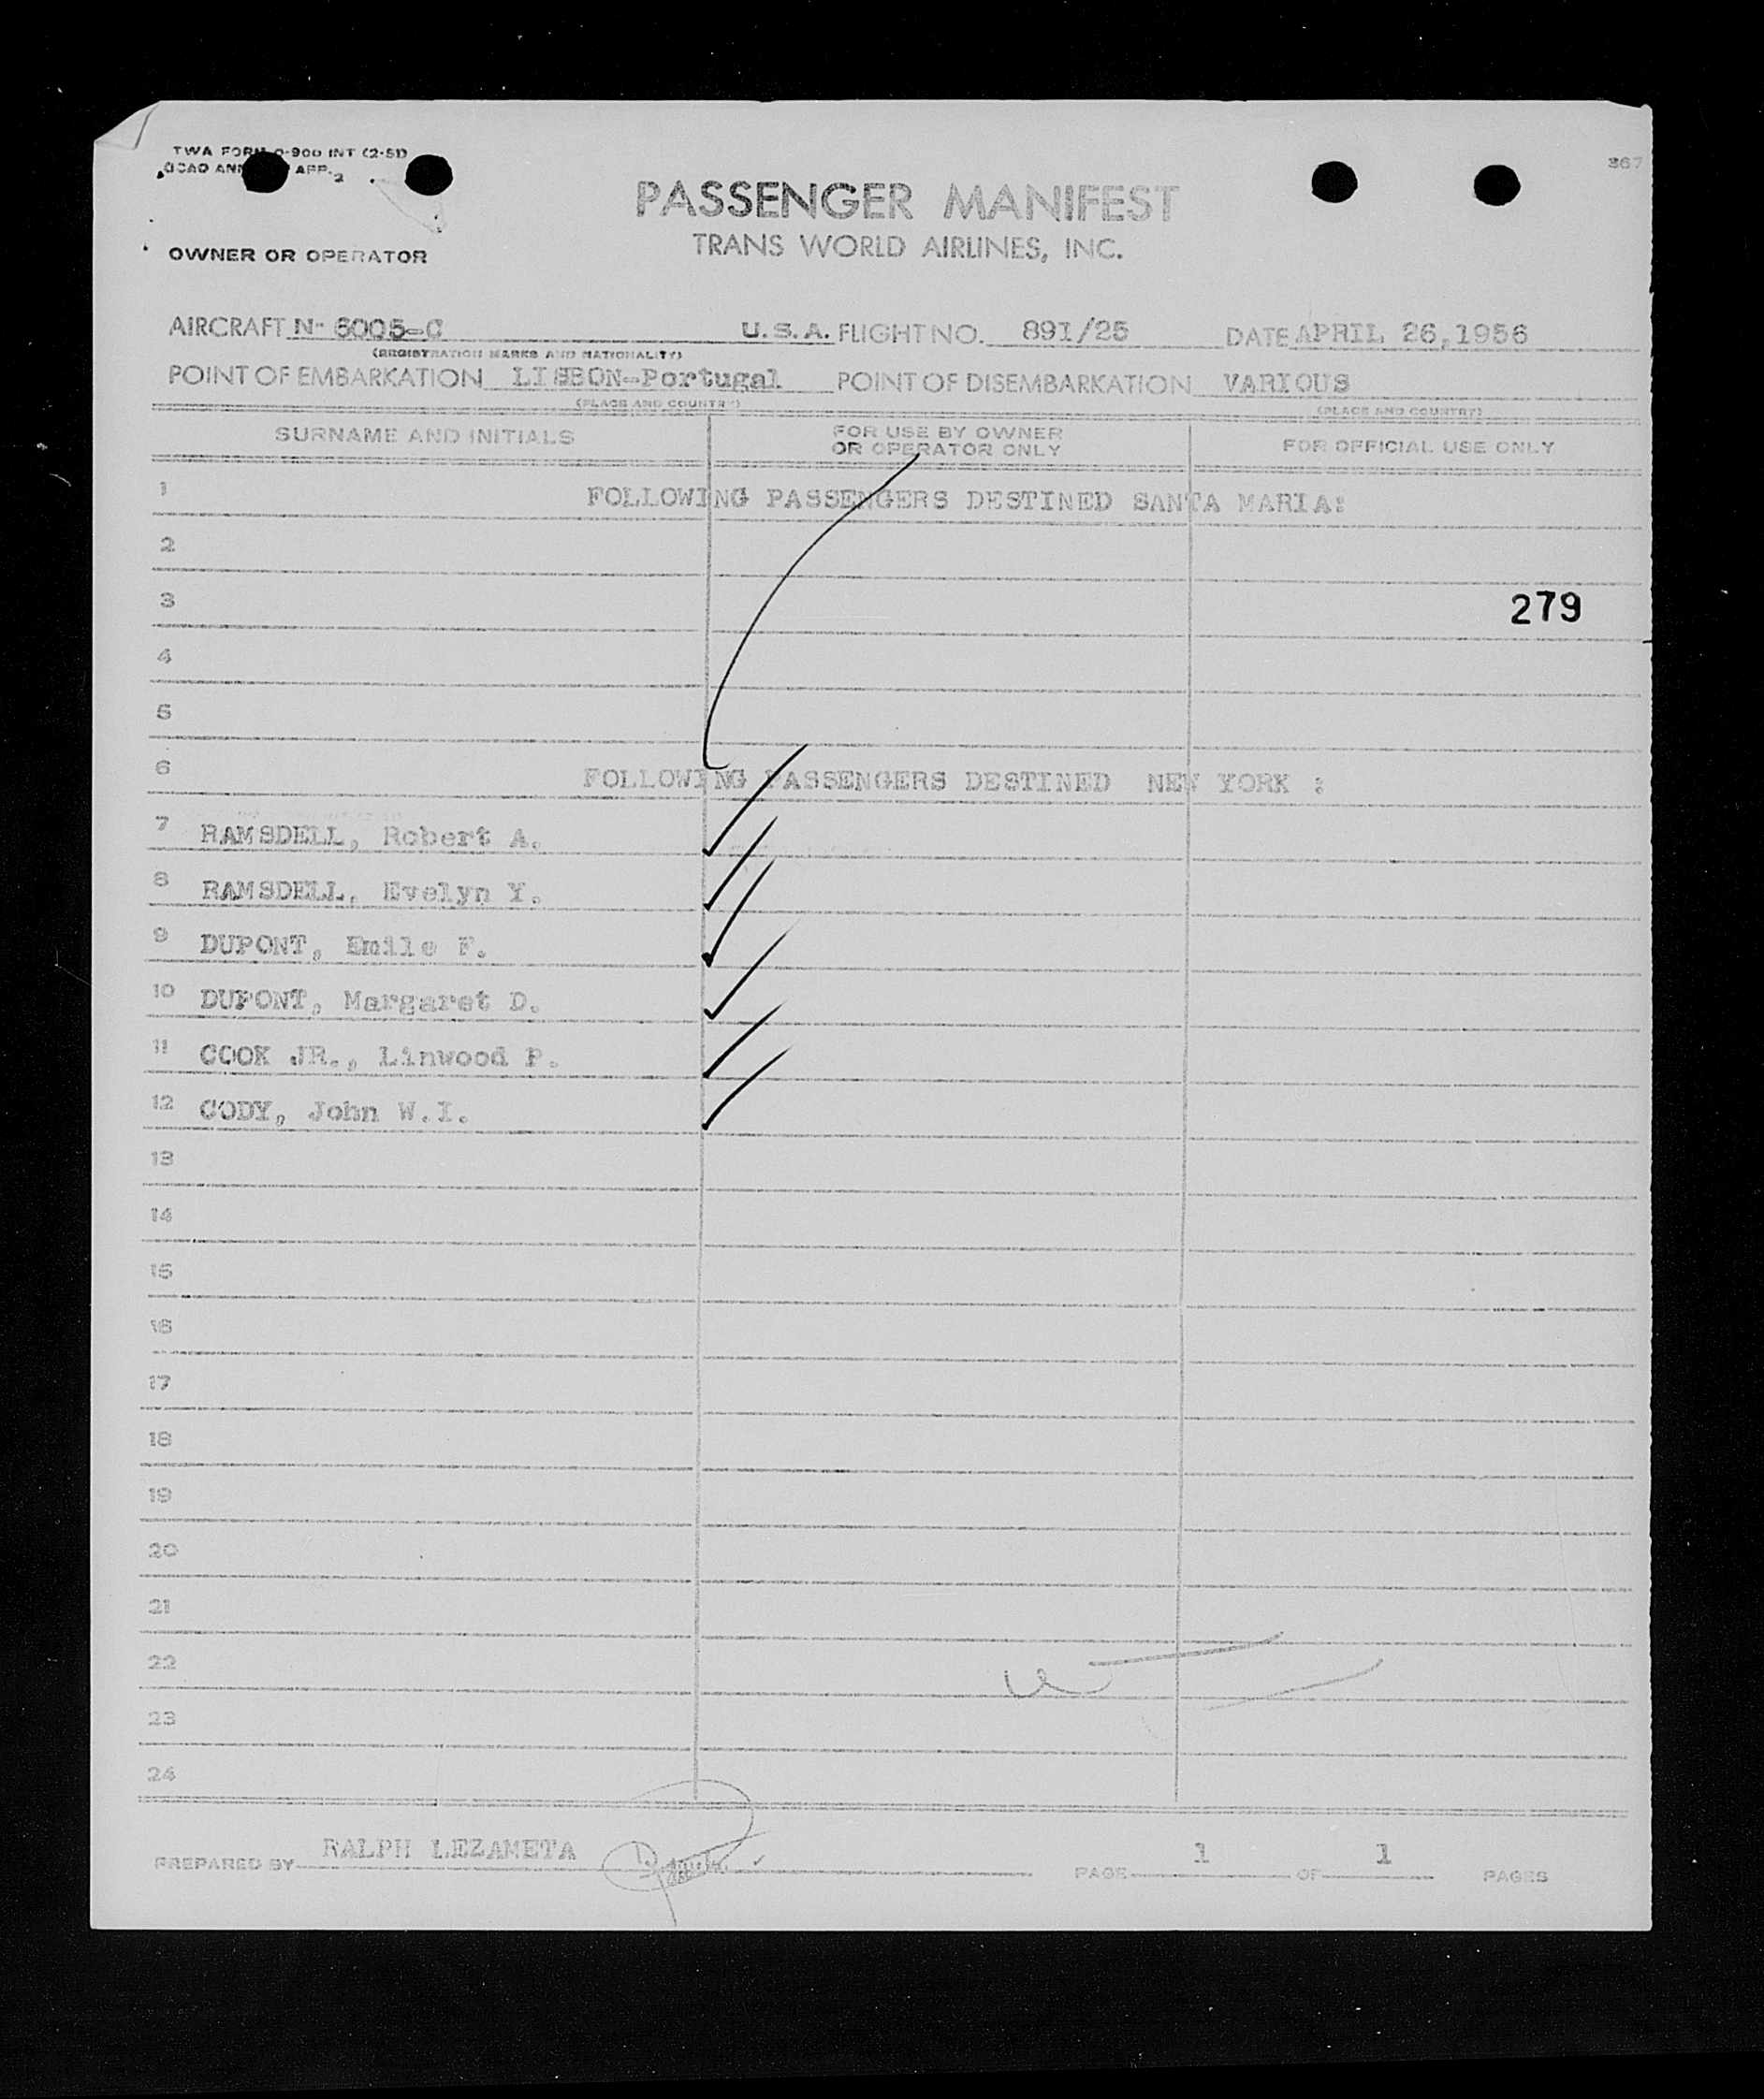 TWA FORM O-900 INT (2-51)
ICAO ANN APP. 2
367
PASSENGER MANIFEST
TRANS WORLD AIRLINES, INC.
OWNER OR OPERATOR
AIRCRAFT N- 6005-C U.S.A. FLIGHT NO. 891/25 DATE APRIL 26,1956
(REGISTRATION MARKS AND NATIONALITY)
POINT OF EMBARKATION LISBON-Portugal POINT OF DISEMBARKATION VARIOUS
(PLACE AND COUNTRY) (PLACE AND COUNTRY)
SURNAME AND INITIALS FOR USE BY OWNER OR OPERATOR ONLY FOR OFFICIAL USE ONLY
1 FOLLOWING PASSENGERS DESTINED SANTA MARIA:
2
3 279
4
5
6 FOLLOWING PASSENGERS DESTINED NEW YORK :
7 RAMSDELL, Robert A.
8 RAMSDELL, Evelyn Y.
9 DUPONT, Emile F.
10 DUPONT, Margaret D.
11 COOK JR., Linwood P.
12 CODY, John W.I.
13
14
15
16
17
18
19
20
21
22
23
24
PREPARED BY RALPH LEZAMETA PAGE 1 OF 1 PAGES